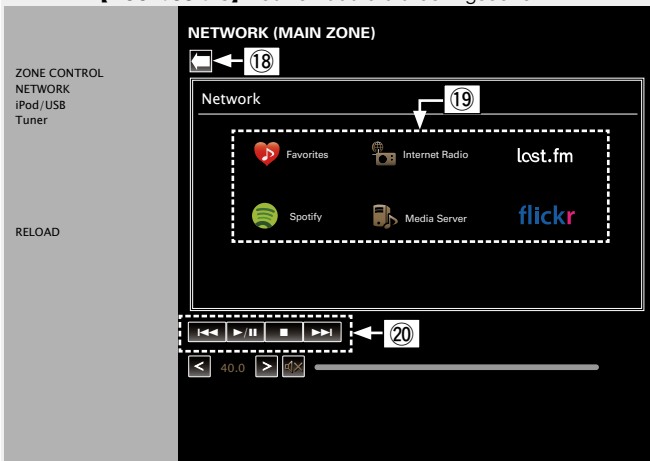 NETWORK (MAIN ZONE)
18
ZONE CONTROL
NETWORK
iPod/USB
Tuner
RELOAD
Network
19
Favorites
Internet Radio
lost.fm
Spotify
Media Server
flickr
20
< 40.0 >